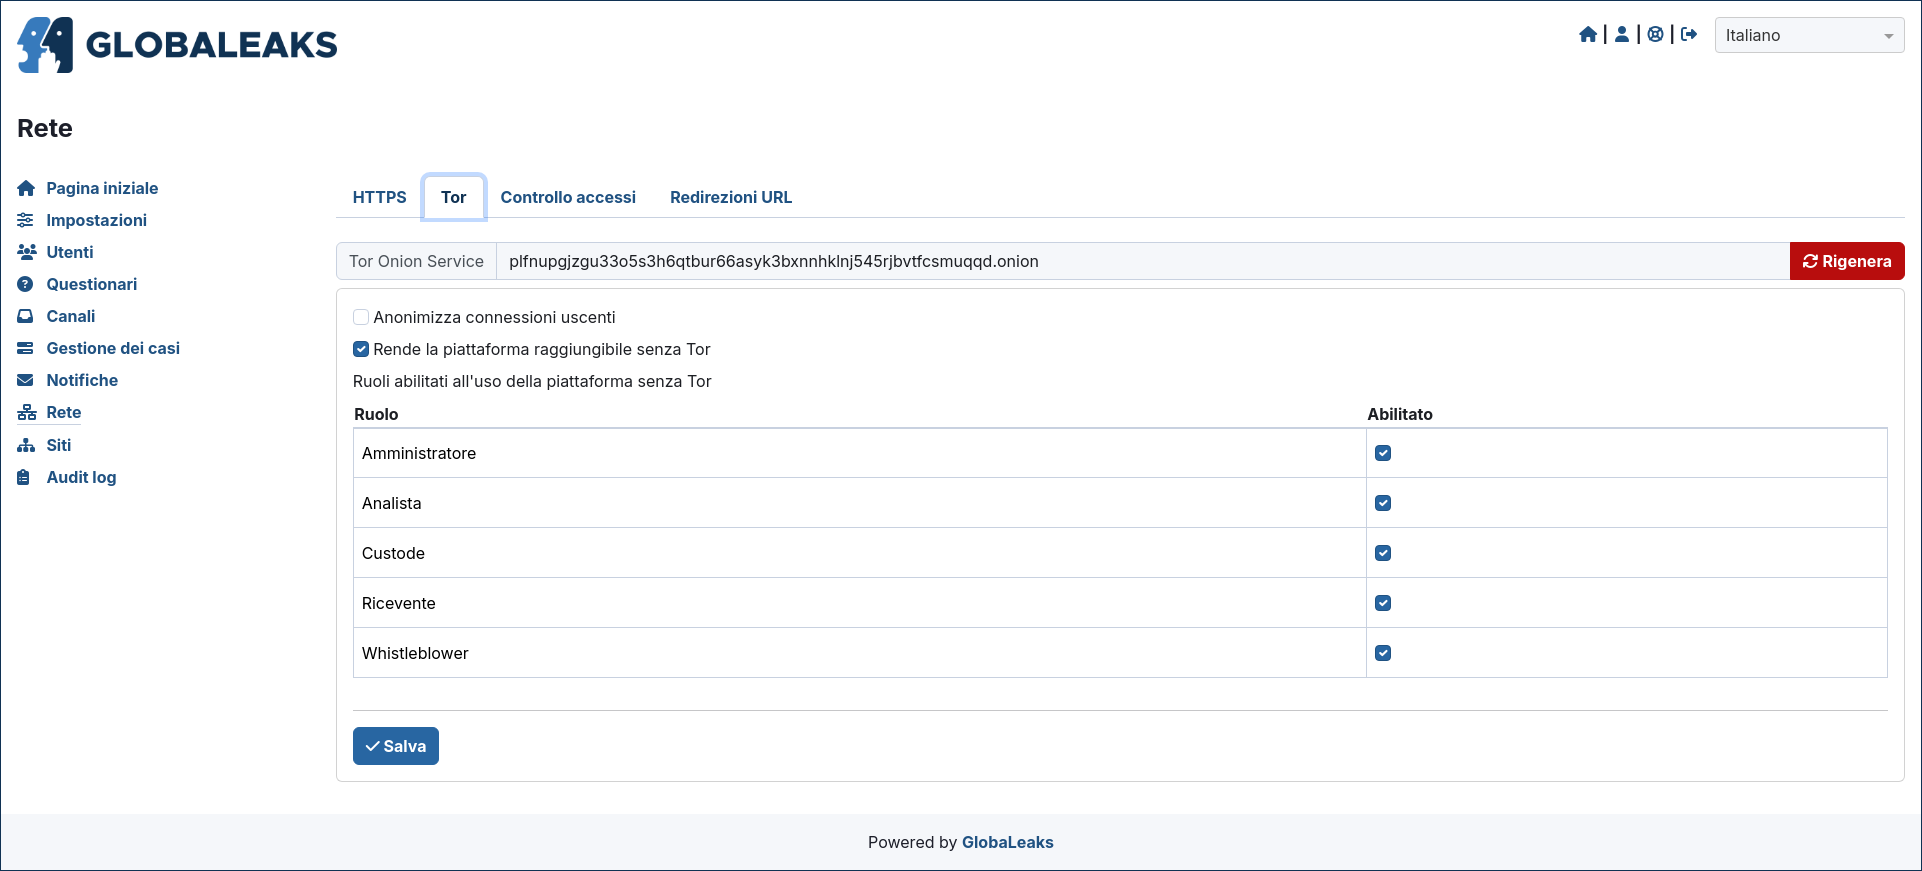 GLOBALEAKS
Italiano
Rete
Pagina iniziale
Impostazioni
Utenti
Questionari
Canali
Gestione dei casi
Notifiche
Rete
Siti
Audit log
HTTPS Tor Controllo accessi Redirezioni URL
Tor Onion Service plfnupgjzgu33o5s3h6qtbur66asyk3bxnnhklnj545rjbvtfcsmuqqd.onion Rigenera
Anonimizza connessioni uscenti
Rende la piattaforma raggiungibile senza Tor
Ruoli abilitati all'uso della piattaforma senza Tor
Ruolo Abilitato
Amministratore
Analista
Custode
Ricevente
Whistleblower
Salva
Powered by GlobaLeaks